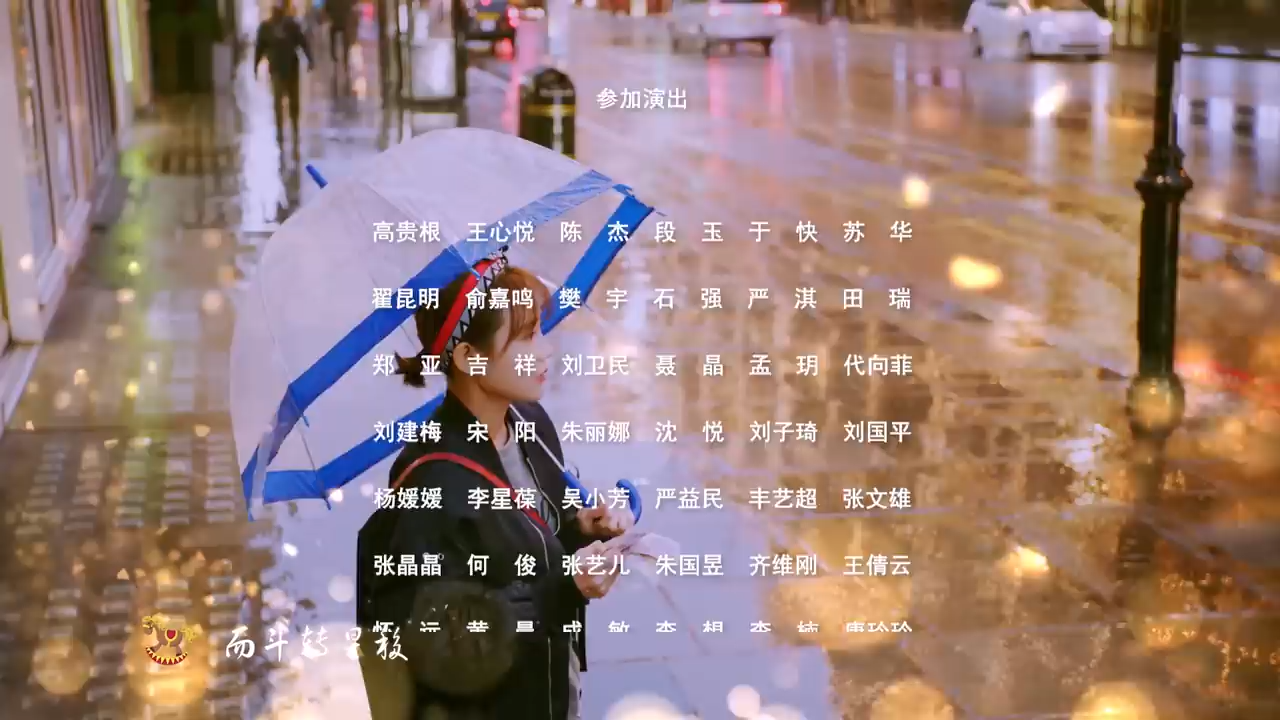 参加演出
高贵根 王心悦 陈 杰 段 玉 于 快 苏 华
翟昆明 俞嘉鸣 樊 宇 石 强 严 淇 田 瑞
郑 亚 吉 祥 刘卫民 聂 晶 孟 玥 代向菲
刘建梅 宋 阳 朱丽娜 沈 悦 刘子琦 刘国平
杨媛媛 李星葆 吴小芳 严益民 丰艺超 张文雄
张晶晶 何 俊 张艺儿 朱国昱 齐维刚 王倩云
而斗转星移